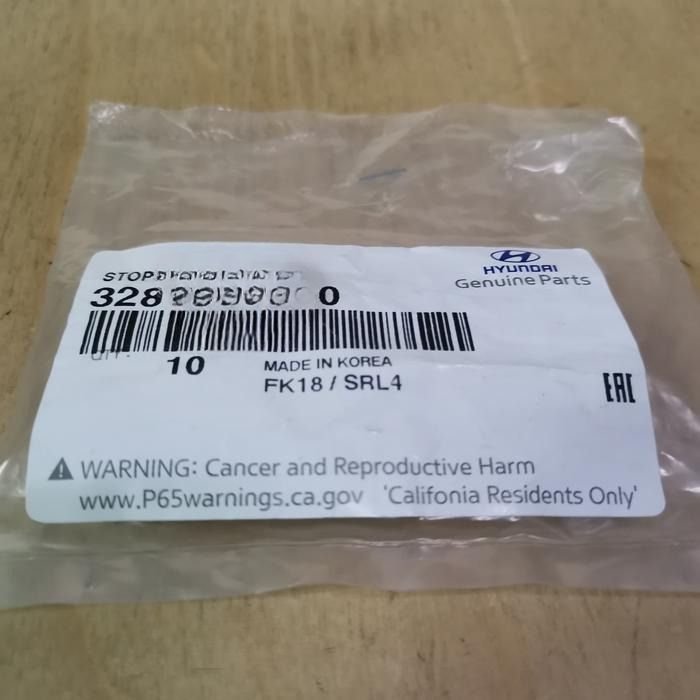 HYUNDAI
Genuine Parts
QTY:
10
MADE IN KOREA
FK18 / SRL4
EAC
WARNING: Cancer and Reproductive Harm
www.P65warnings.ca.gov 'Califonia Residents Only'